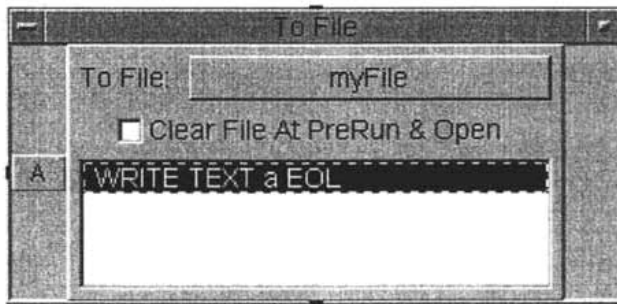 To File
To File: myFile
Clear File At PreRun & Open
A
WRITE TEXT a EOL